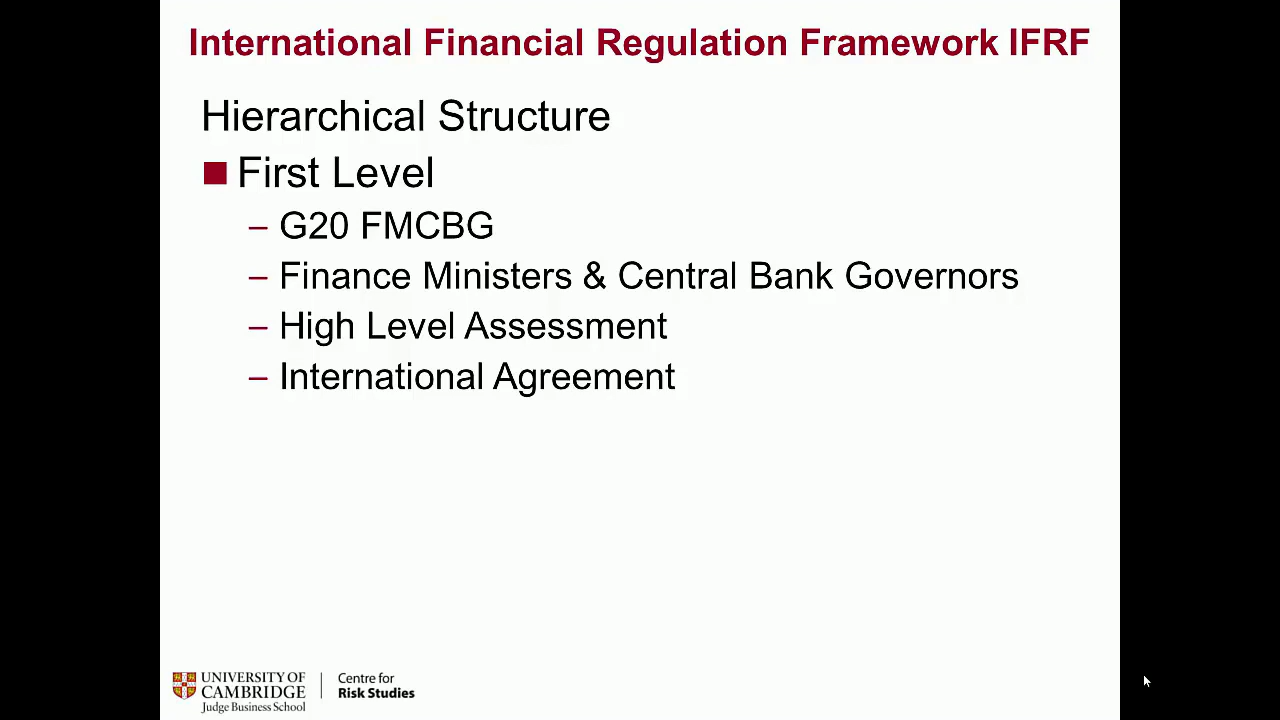 International Financial Regulation Framework IFRF
Hierarchical Structure
First Level
– G20 FMCBG
– Finance Ministers & Central Bank Governors
– High Level Assessment
– International Agreement
UNIVERSITY OF
CAMBRIDGE
Judge Business School
Centre for
Risk Studies